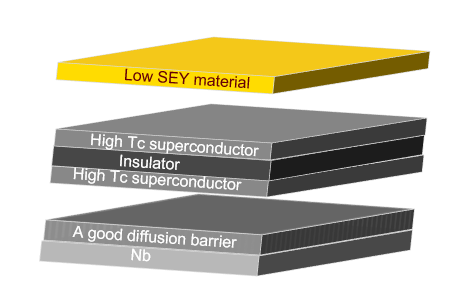 Low SEY material
High Tc superconductor
Insulator
High Tc superconductor
A good diffusion barrier
Nb